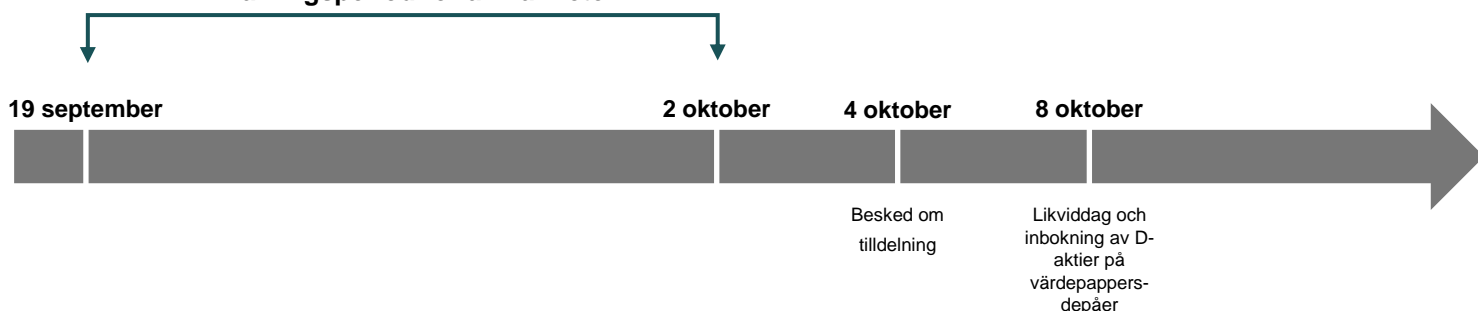 19 september
2 oktober
4 oktober
8 oktober
Besked om
tilldelning
Likviddag och
inbokning av D-
aktier på
värdepappers-
depåer